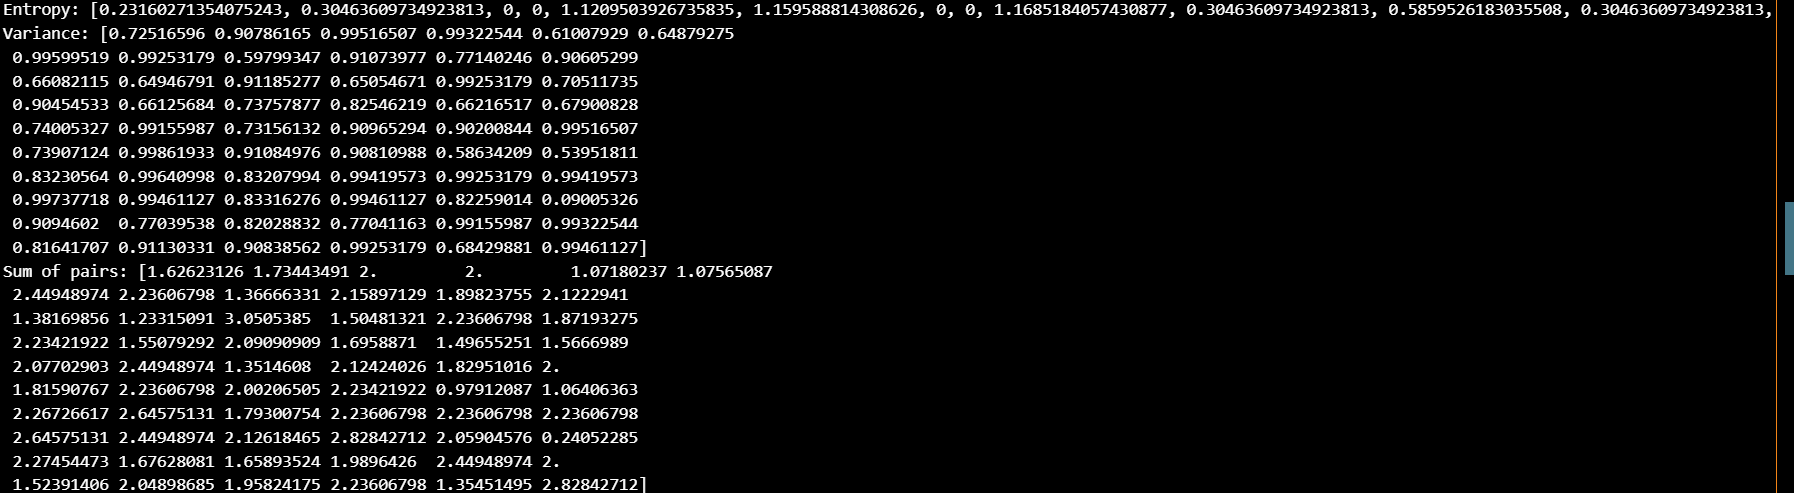 Entropy: [0.23160271354075243, 0.30463609734923813, 0, 0, 1.1209503926735835, 1.159588814308626, 0, 0, 1.1685184057430877, 0.30463609734923813, 0.5859526183035508, 0.30463609734923813,
Variance: [0.72516596 0.90786165 0.99516507 0.99322544 0.61007929 0.64879275
0.99599519 0.99253179 0.59799347 0.91073977 0.77140246 0.90605299
0.66082115 0.64946791 0.91185277 0.65054671 0.99253179 0.70511735
0.90454533 0.66125684 0.73757877 0.82546219 0.66216517 0.67900828
0.74005327 0.99155987 0.73156132 0.90965294 0.90200844 0.99516507
0.73907124 0.99861933 0.91084976 0.90810988 0.58634209 0.53951811
0.83230564 0.99640998 0.83207994 0.99419573 0.99253179 0.99419573
0.99737718 0.99461127 0.83316276 0.99461127 0.82259014 0.09005326
0.9094602 0.77039538 0.82028832 0.77041163 0.99155987 0.99322544
0.81641707 0.91130331 0.90838562 0.99253179 0.68429881 0.99461127]
Sum of pairs: [1.62623126 1.73443491 2. 2. 1.07180237 1.07565087
2.44948974 2.23606798 1.36666331 2.15897129 1.89823755 2.1222941
1.38169856 1.23315091 3.0505385 1.50481321 2.23606798 1.87193275
2.23421922 1.55079292 2.09090909 1.6958871 1.49655251 1.5666989
2.07702903 2.44948974 1.3514608 2.12424026 1.82951016 2.
1.81590767 2.23606798 2.00206505 2.23421922 0.97912087 1.06406363
2.26726617 2.64575131 1.79300754 2.23606798 2.23606798 2.23606798
2.64575131 2.44948974 2.12618465 2.82842712 2.05904576 0.24052285
2.27454473 1.67628081 1.65893524 1.9896426 2.44948974 2.
1.52391406 2.04898685 1.95824175 2.23606798 1.35451495 2.82842712]